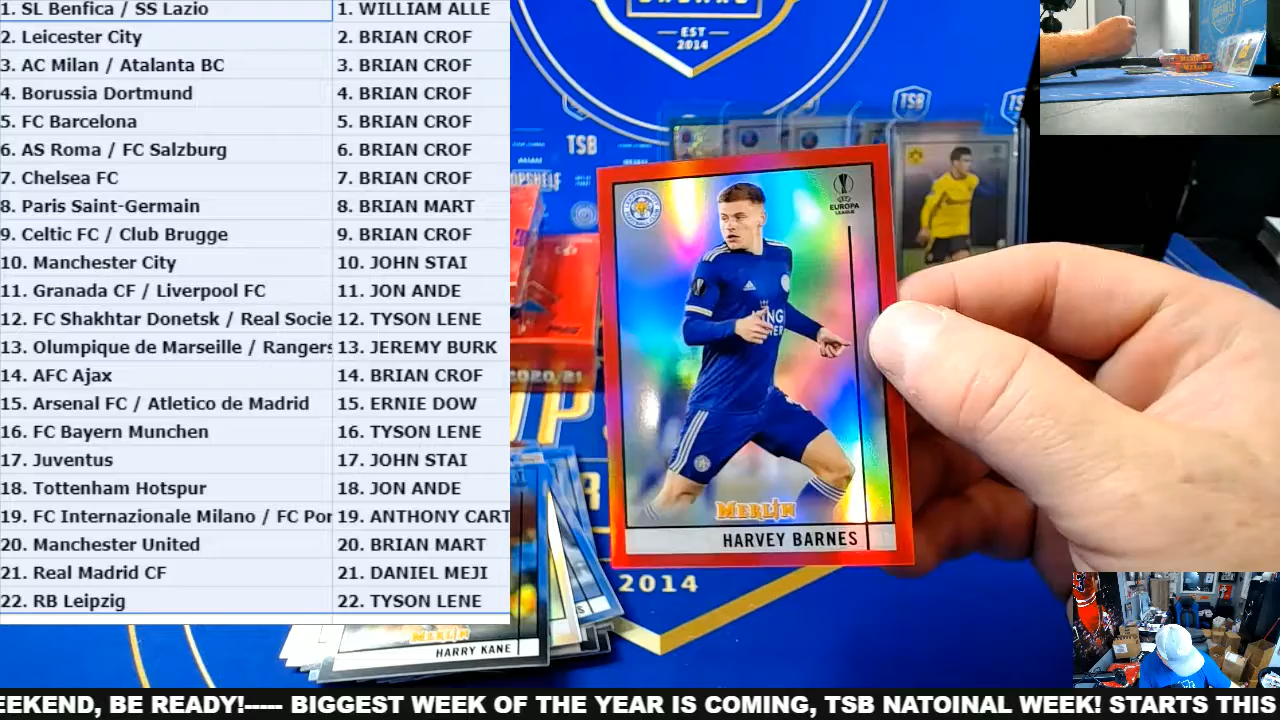 1. SL Benfica / SS Lazio 1. WILLIAM ALLE
2. Leicester City 2. BRIAN CROF
3. AC Milan / Atalanta BC 3. BRIAN CROF
4. Borussia Dortmund 4. BRIAN CROF
5. FC Barcelona 5. BRIAN CROF
6. AS Roma / FC Salzburg 6. BRIAN CROF
7. Chelsea FC 7. BRIAN CROF
8. Paris Saint-Germain 8. BRIAN MART
9. Celtic FC / Club Brugge 9. BRIAN CROF
10. Manchester City 10. JOHN STAI
11. Granada CF / Liverpool FC 11. JON ANDE
12. FC Shakhtar Donetsk / Real Socie 12. TYSON LENE
13. Olumpique de Marseille / Rangers 13. JEREMY BURK
14. AFC Ajax 14. BRIAN CROF
15. Arsenal FC / Atletico de Madrid 15. ERNIE DOW
16. FC Bayern Munchen 16. TYSON LENE
17. Juventus 17. JOHN STAI
18. Tottenham Hotspur 18. JON ANDE
19. FC Internazionale Milano / FC Por 19. ANTHONY CART
20. Manchester United 20. BRIAN MART
21. Real Madrid CF 21. DANIEL MEJI
22. RB Leipzig 22. TYSON LENE
EST
2014
TSB
TSB
UEFA
EUROPA
LEAGUE
KING
POWER
2020/21
MERLIN
HARVEY BARNES
2014
MERLIN
HARRY KANE
EEKEND, BE READY!----- BIGGEST WEEK OF THE YEAR IS COMING, TSB NATOINAL WEEK! STARTS THIS